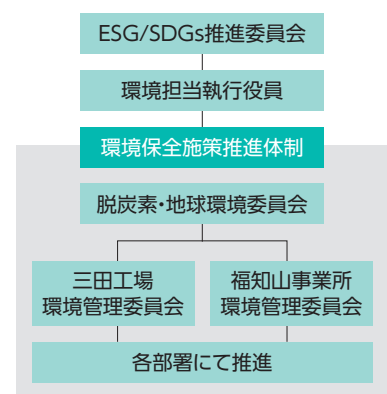 ESG/SDGs推進委員会
環境担当執行役員
環境保全施策推進体制
脱炭素・地球環境委員会
三田工場
環境管理委員会
福知山事業所
環境管理委員会
各部署にて推進